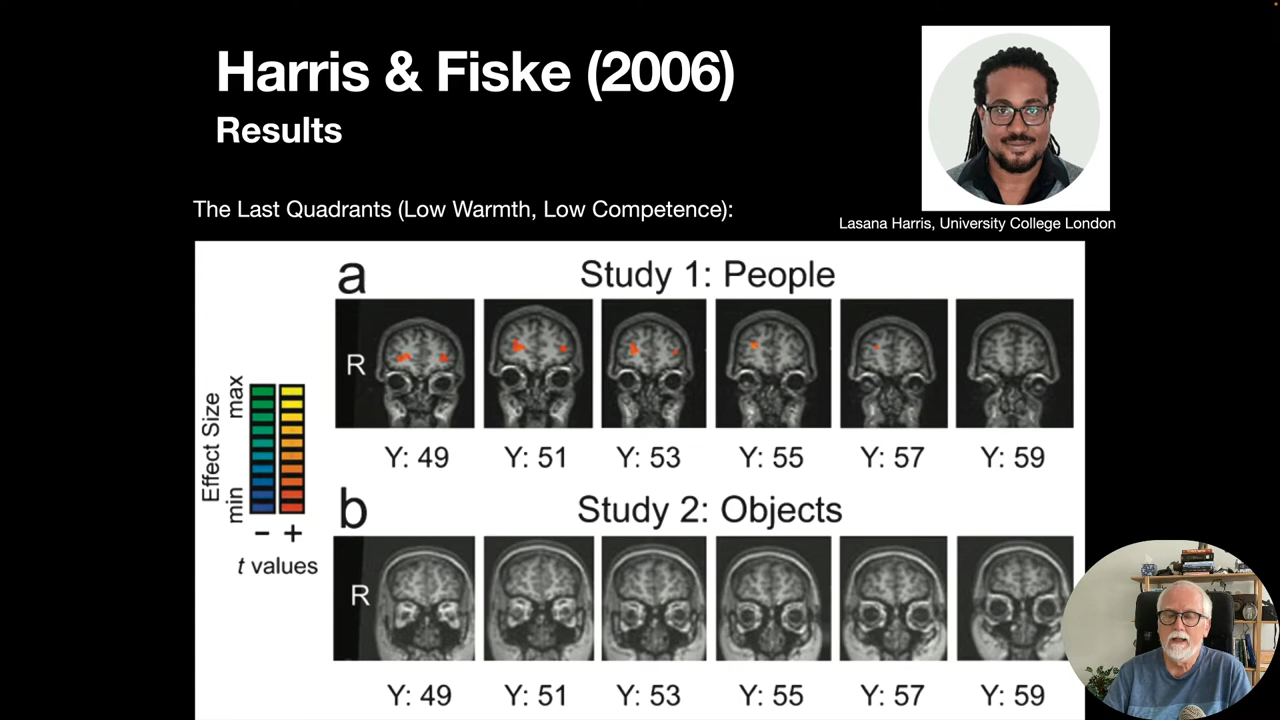 Harris & Fiske (2006)
Results
The Last Quadrants (Low Warmth, Low Competence):
Lasana Harris, University College London
a
Study 1: People
R
Y: 49 Y: 51 Y: 53 Y: 55 Y: 57 Y: 59
Effect Size
max
min
- +
t values
b
Study 2: Objects
R
Y: 49 Y: 51 Y: 53 Y: 55 Y: 57 Y: 59